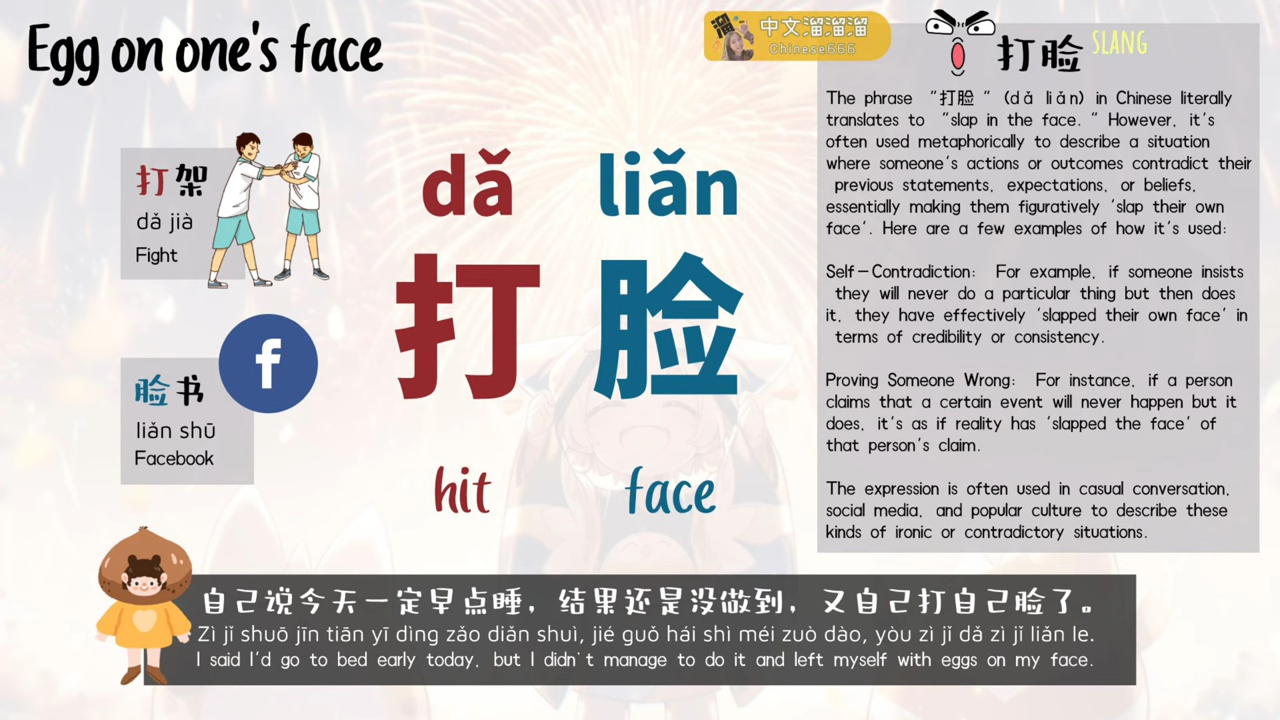 Egg on one's face
中文溜溜溜
Chinese666
打脸 SLANG
打架
dǎ jià
Fight
脸书
liǎn shū
Facebook
f
dǎ liǎn
打脸
hit face
The phrase “打脸 ” (dǎ liǎn) in Chinese literally
translates to “slap in the face. ” However, it's
often used metaphorically to describe a situation
where someone's actions or outcomes contradict their
previous statements, expectations, or beliefs,
essentially making them figuratively ‘slap their own
face’. Here are a few examples of how it's used:
Self-Contradiction: For example, if someone insists
they will never do a particular thing but then does
it, they have effectively ‘slapped their own face’ in
terms of credibility or consistency.
Proving Someone Wrong: For instance, if a person
claims that a certain event will never happen but it
does, it's as if reality has ‘slapped the face’ of
that person's claim.
The expression is often used in casual conversation,
social media, and popular culture to describe these
kinds of ironic or contradictory situations.
自己说今天一定早点睡，结果还是没做到，又自己打自己脸了。
Zì jǐ shuō jīn tiān yī dìng zǎo diǎn shuì, jié guǒ hái shì méi zuò dào, yòu zì jǐ dǎ zì jǐ liǎn le.
I said I'd go to bed early today, but I didn't manage to do it and left myself with eggs on my face.